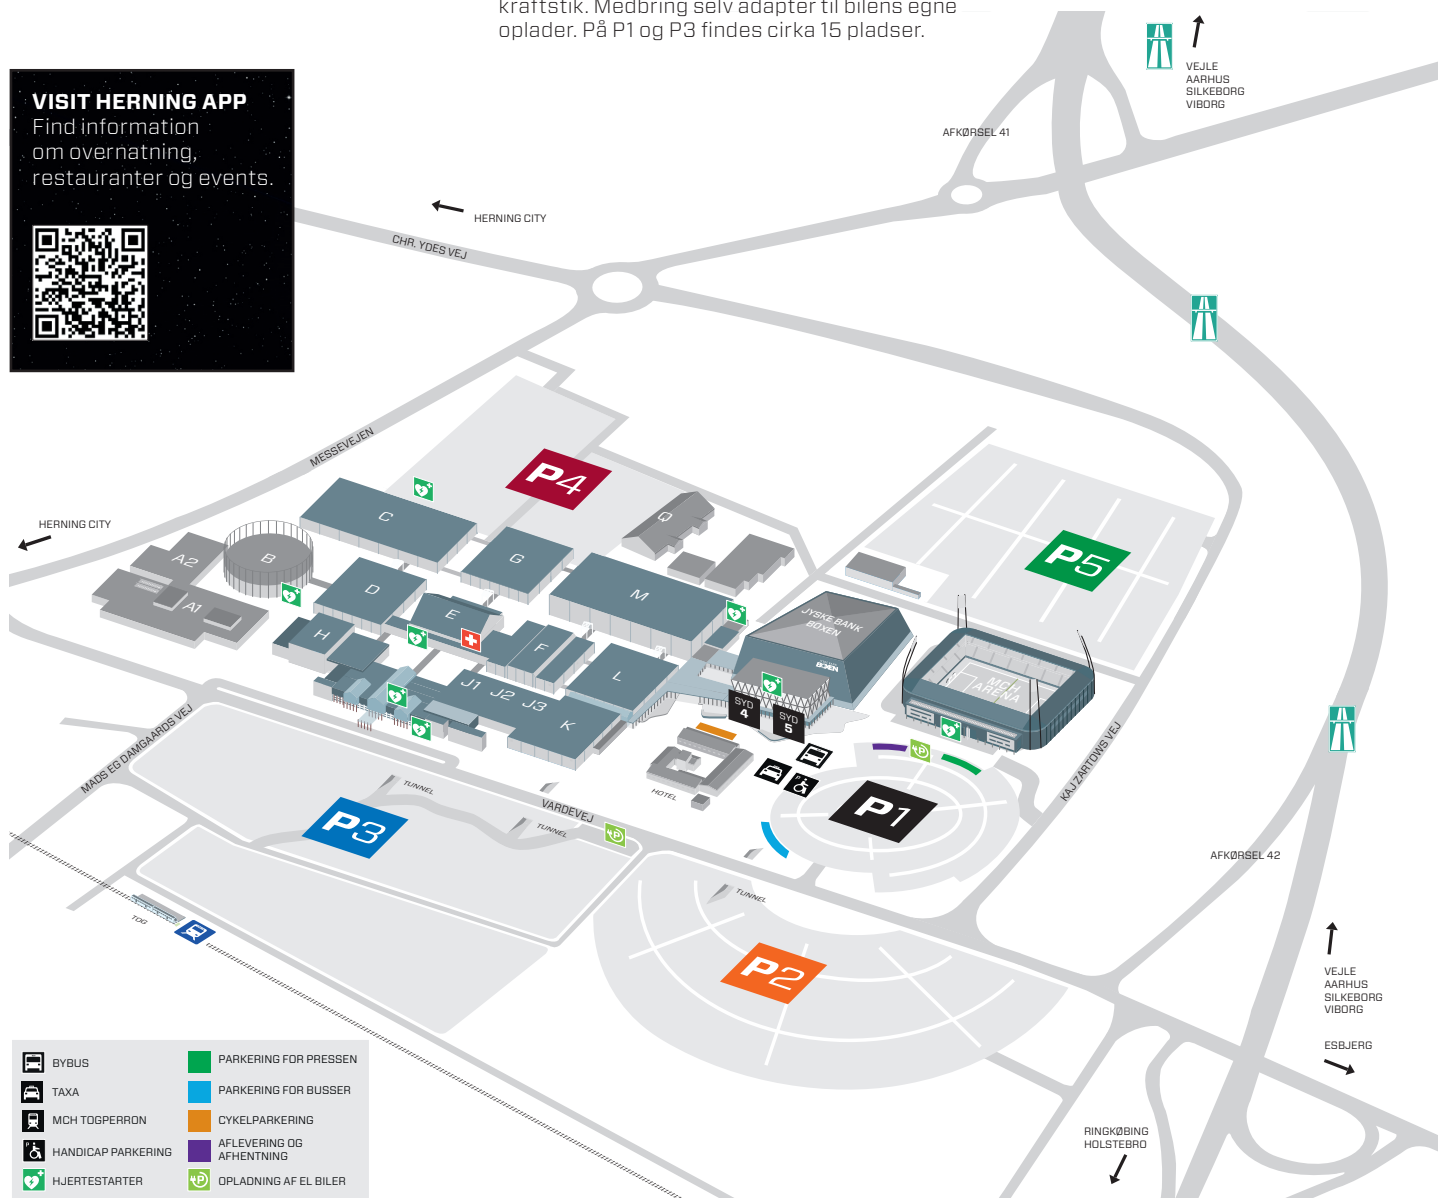 kraftstik. Medbring selv adapter til bilens egne
oplader. På P1 og P3 findes cirka 15 pladser.
VISIT HERNING APP
Find information
om overnatning,
restauranter og events.
VEJLE
AARHUS
SILKEBORG
VIBORG
AFKØRSEL 41
HERNING CITY
CHR. YDES VEJ
MESSEVEJEN
HERNING CITY
P4
P5
C
Q
G
M
A2
B
D
A1
E
H
F
L
J1
J2
J3
K
JYSKE BANK
BOXEN
BOXEN
MCH
ARENA
SYD
4
SYD
5
HOTEL
P1
KAJ ZARTOWS VEJ
MADS EG DAMGAARDS VEJ
TUNNEL
VARDEVEJ
TUNNEL
P3
P
P
P
TUNNEL
P2
TOG
AFKØRSEL 42
VEJLE
AARHUS
SILKEBORG
VIBORG
ESBJERG
RINGKØBING
HOLSTEBRO
BYBUS
TAXA
MCH TOGPERRON
P
HANDICAP PARKERING
HJERTESTARTER
PARKERING FOR PRESSEN
PARKERING FOR BUSSER
CYKELPARKERING
AFLEVERING OG
AFHENTNING
P
OPLADNING AF EL BILER